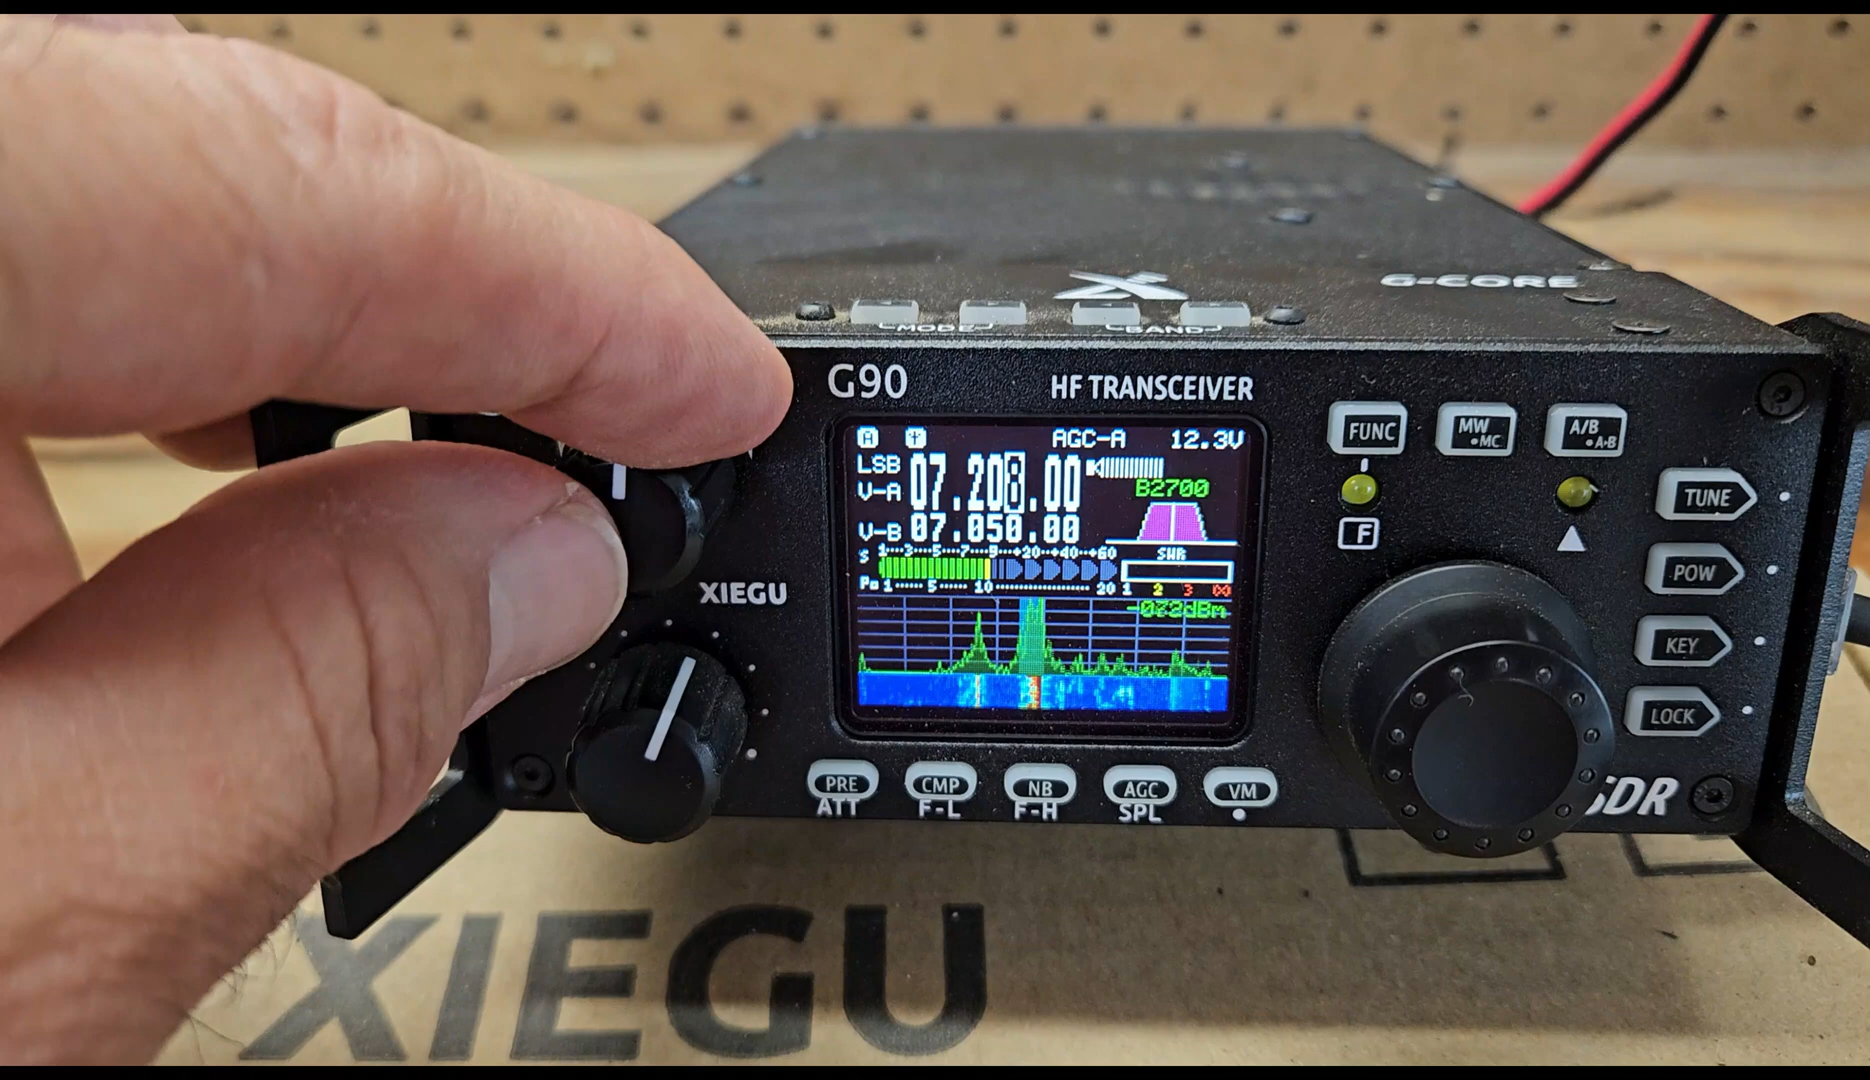 G-CORE
MODE BAND
G90 HF TRANSCEIVER
FUNC MW •MC A/B •A›B
AGC-A 12.3V
LSB 07.208.00
V-A
B2700
V-B 07.050.00
S 1 3 5 7 9 +20 +40 +60 SWR
Po 1 5 10 20 1 2 3 ∞
-072dBm
F
TUNE
POW
KEY
LOCK
XIEGU
PRE CMP NB AGC VM
ATT F-L F-H SPL
SDR
XIEGU